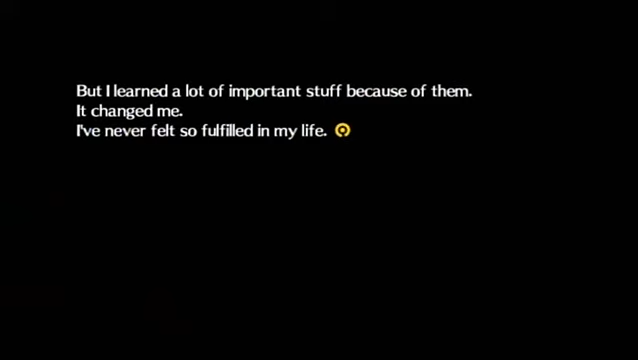 But I learned a lot of important stuff because of them.
It changed me.
I've never felt so fulfilled in my life.